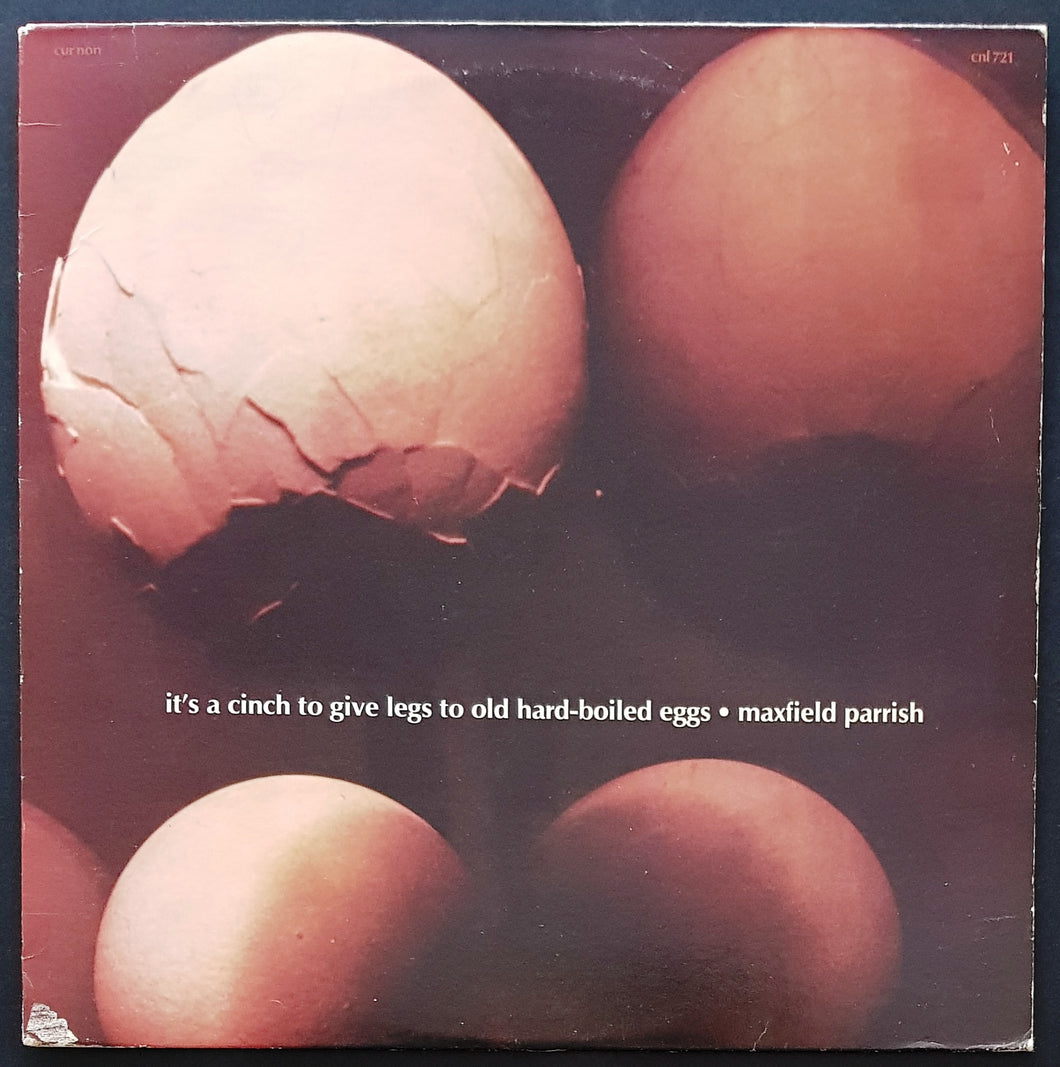 cur non
cnl 721
it's a cinch to give legs to old hard-boiled eggs • maxfield parrish